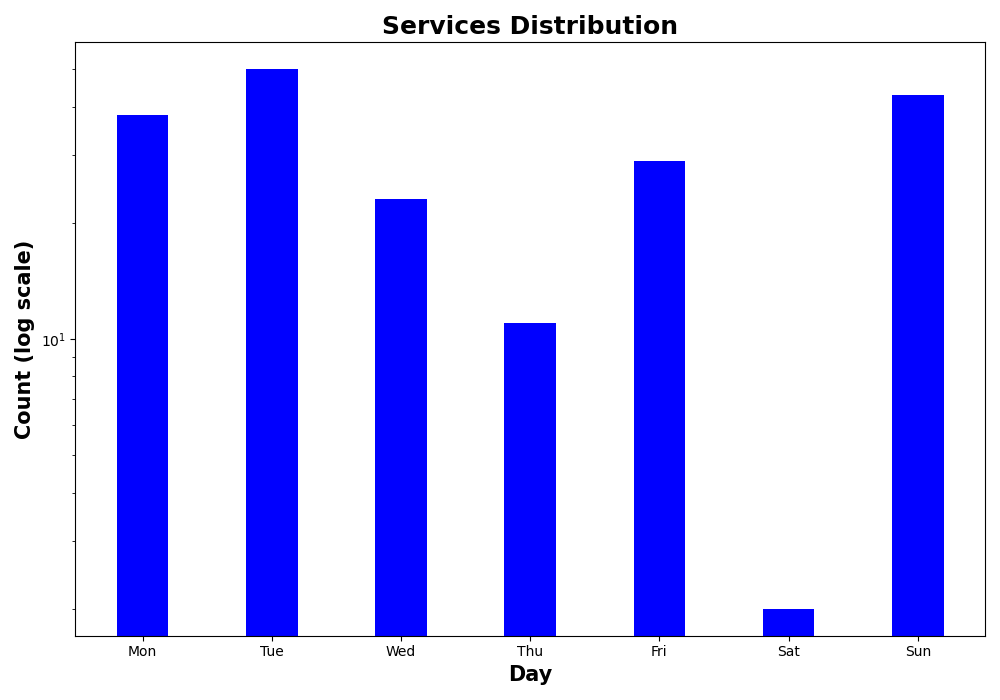 Services Distribution
Count (log scale)
10¹
Mon Tue Wed Thu Fri Sat Sun
Day